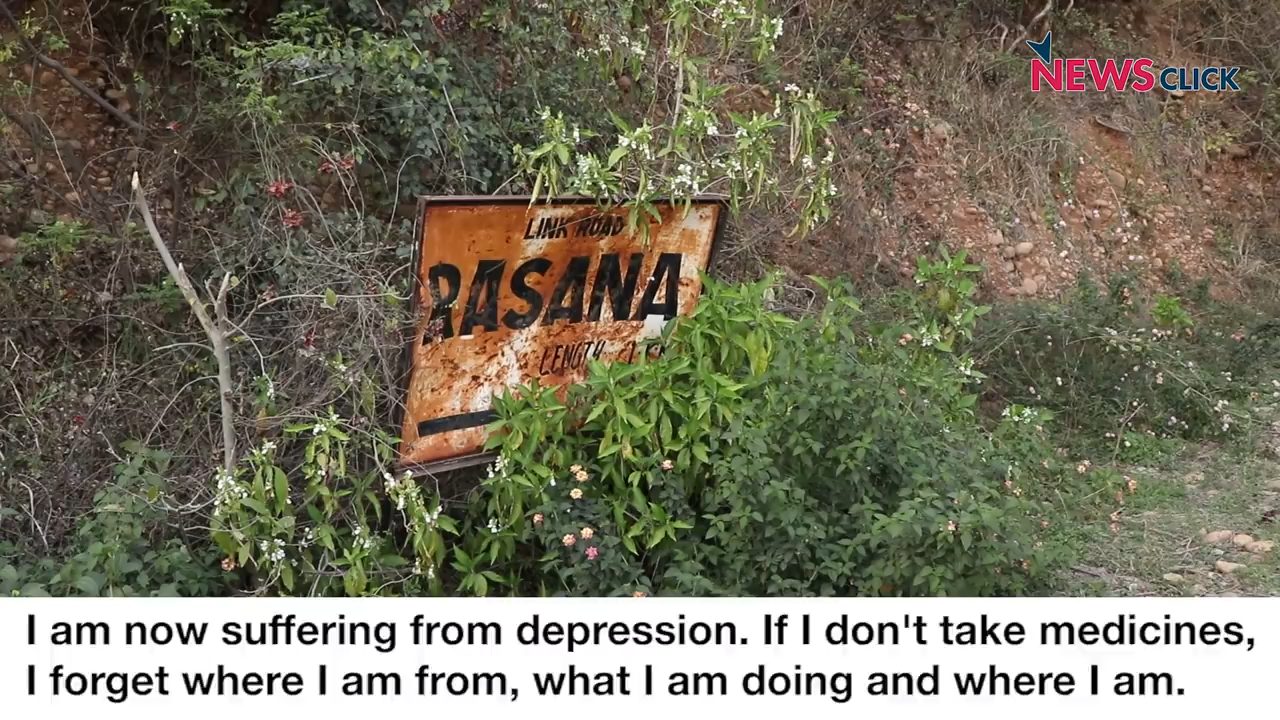 NEWSCLICK
LINK ROAD
RASANA
LENGTH
I am now suffering from depression. If I don't take medicines,
I forget where I am from, what I am doing and where I am.